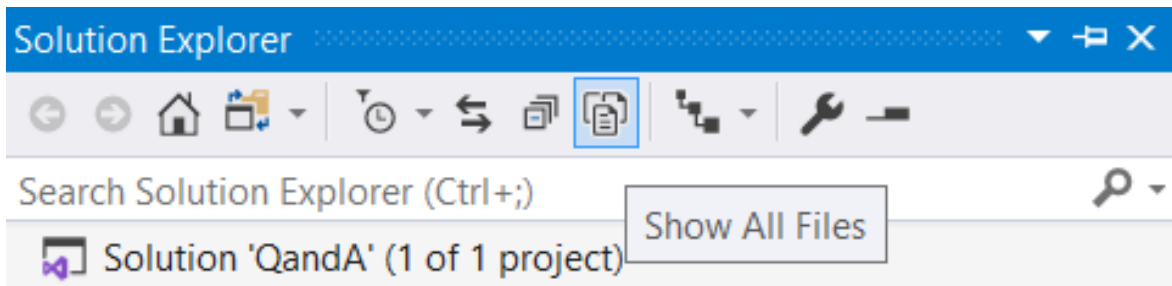 Solution Explorer
Search Solution Explorer (Ctrl+;)
Show All Files
Solution 'QandA' (1 of 1 project)